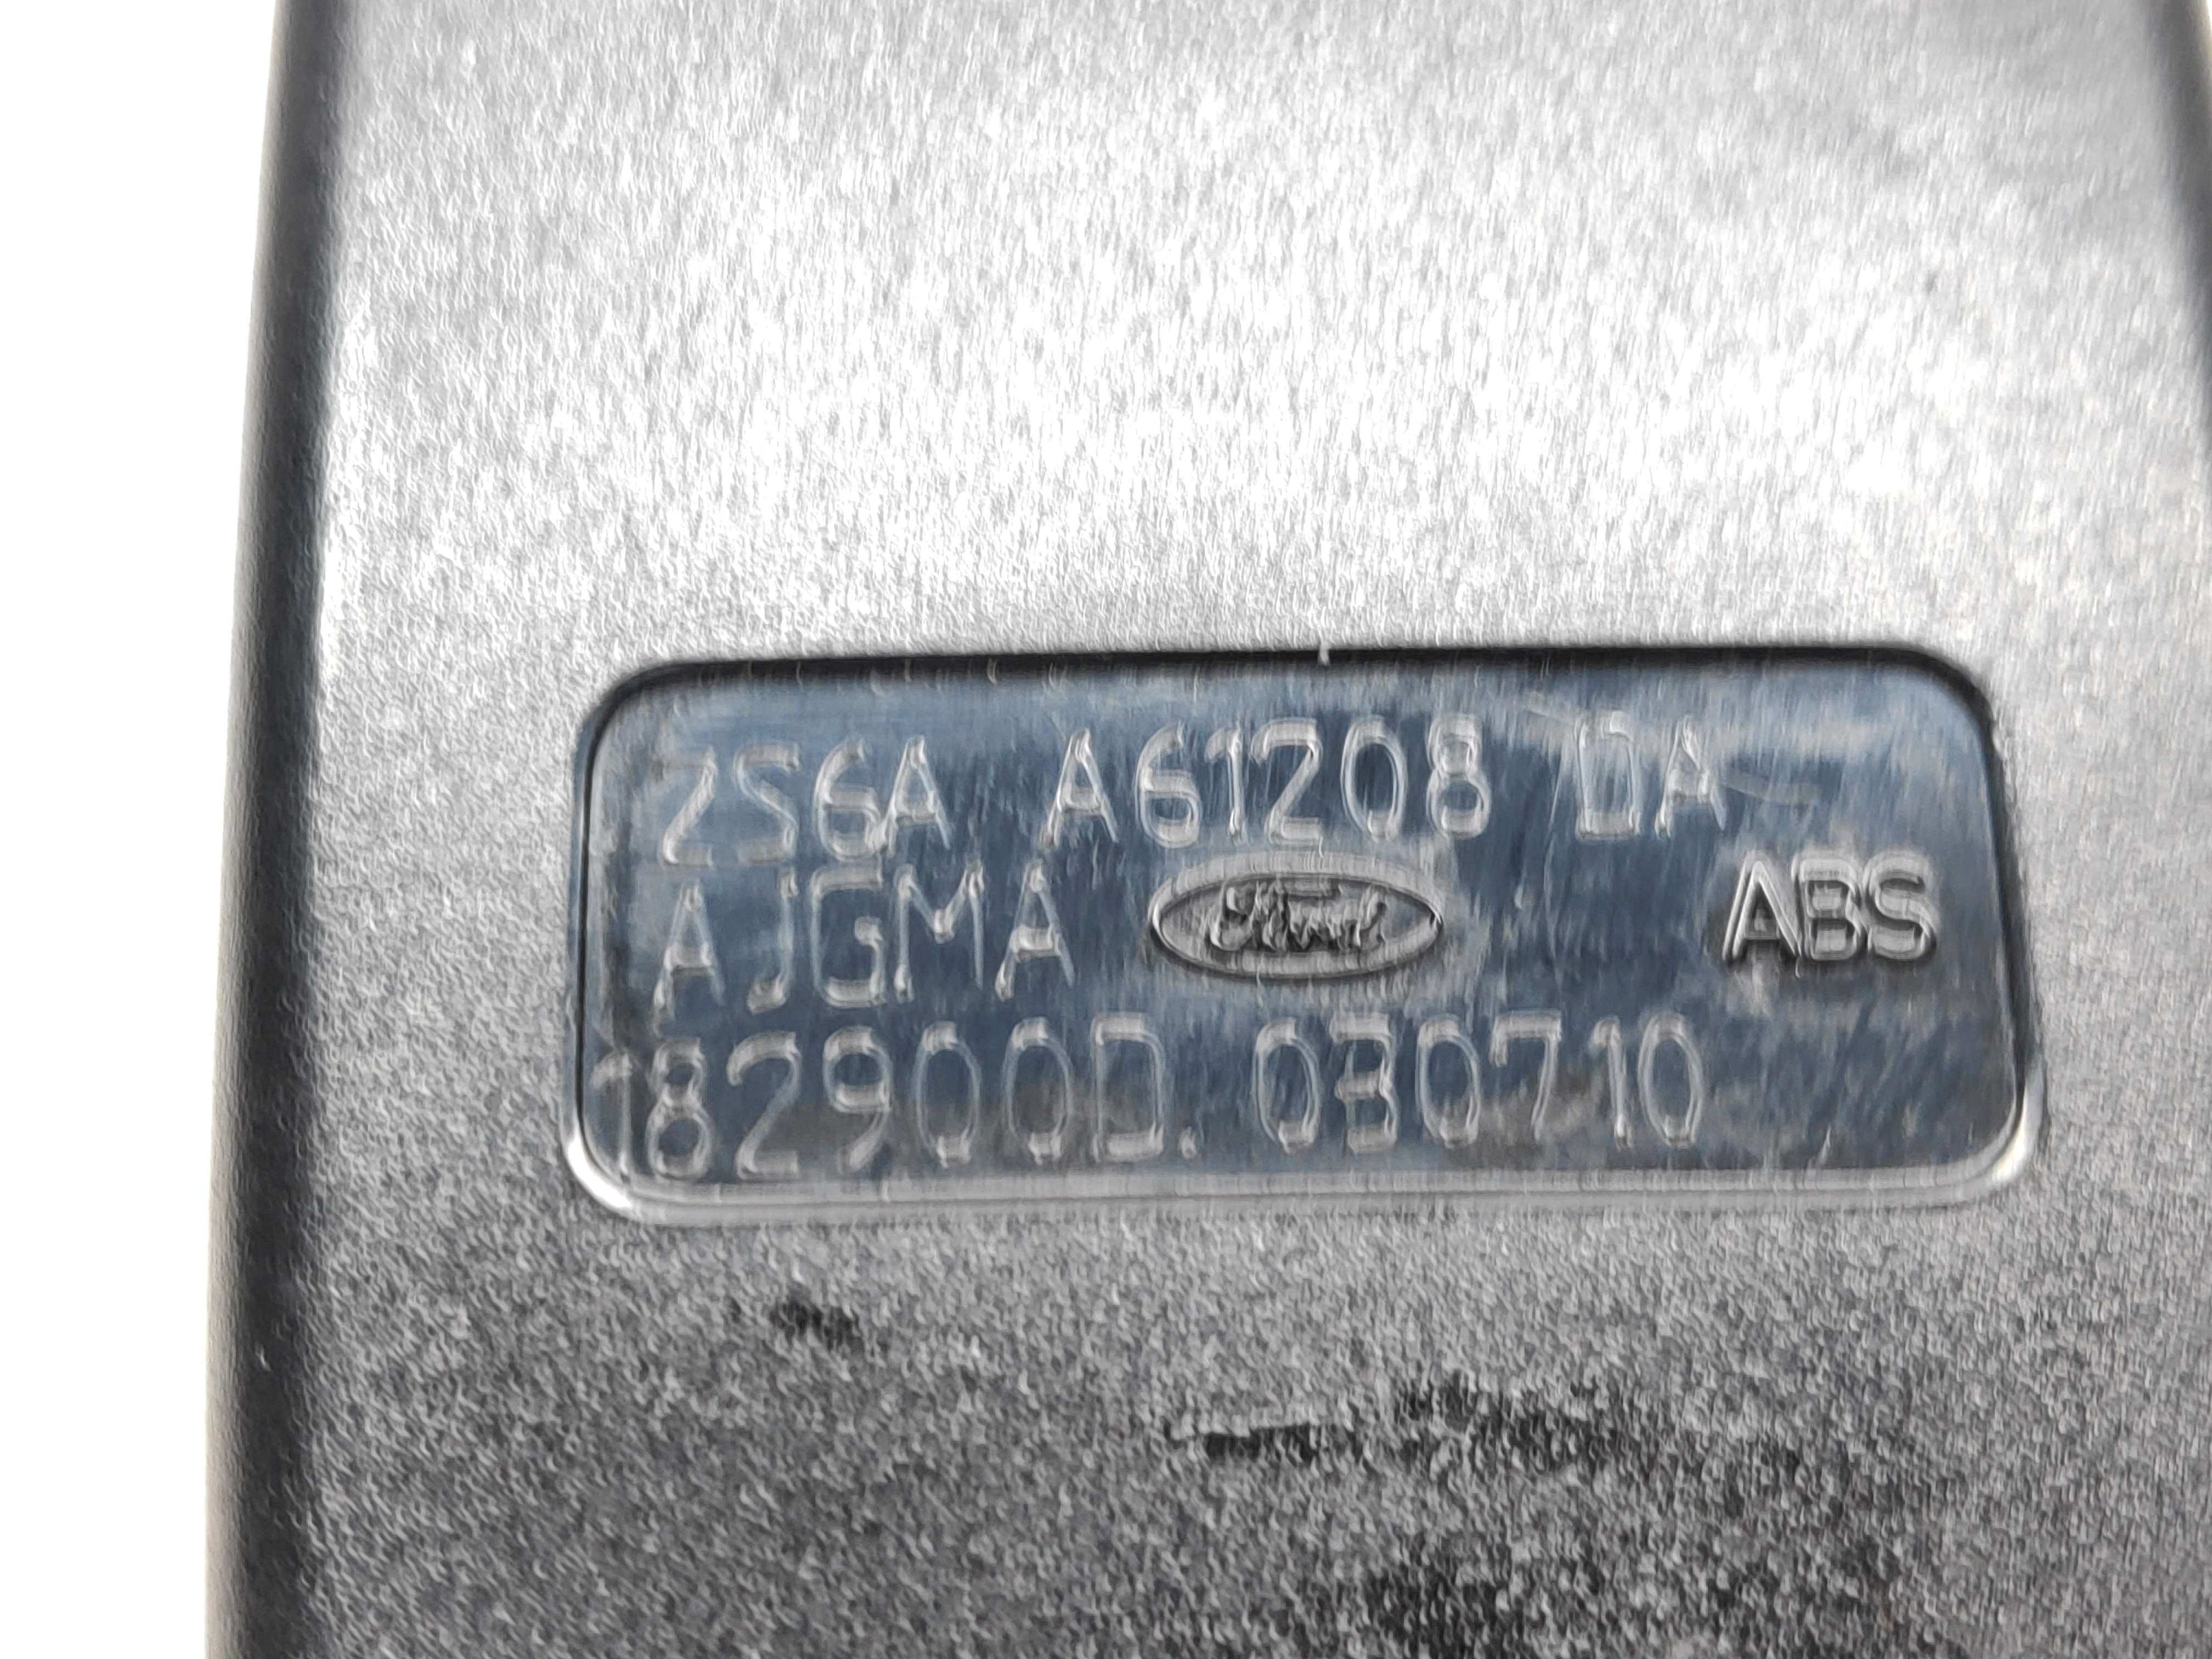 2S6A A61208 DA
AJGMA Ford ABS
182900D. 030710